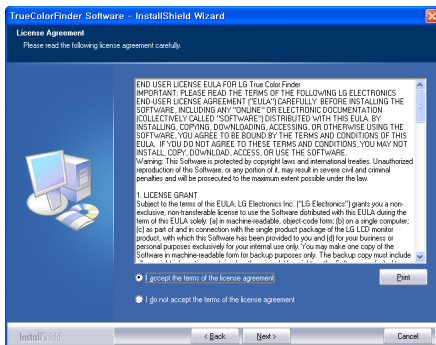 TrueColorFinder Software - InstallShield Wizard
License Agreement
Please read the following license agreement carefully.
END USER LICENSE EULA FOR LG True Color Finder
IMPORTANT: PLEASE READ THE TERMS OF THE FOLLOWING LG ELECTRONICS
END-USER LICENSE AGREEMENT ("EULA") CAREFULLY BEFORE INSTALLING THE
SOFTWARE, INCLUDING ANY "ONLINE" OR ELECTRONIC DOCUMENTATION
(COLLECTIVELY CALLED "SOFTWARE") DISTRIBUTED WITH THIS EULA. BY
INSTALLING, COPYING, DOWNLOADING, ACCESSING, OR OTHERWISE USING THE
SOFTWARE, YOU AGREE TO BE BOUND BY THE TERMS AND CONDITIONS OF THIS
EULA. IF YOU DO NOT AGREE TO THESE TERMS AND CONDITIONS, YOU MAY NOT
INSTALL, COPY, DOWNLOAD, ACCESS, OR USE THE SOFTWARE.
Warning: This Software is protected by copyright laws and international treaties. Unauthorized
reproduction of this Software, or any portion of it, may result in severe civil and criminal
penalties and will be prosecuted to the maximum extent possible under the law.
1. LICENSE GRANT
Subject to the terms of this EULA, LG Electronics Inc. ("LG Electronics") grants you a non-
exclusive, non-transferable license to use the Software distributed with this EULA during the
term of this EULA solely: (a) in machine-readable, object-code form; (b) on a single computer;
(c) as part of and in connection with the single product package of the LG LCD monitor
product, with which this Software has been provided to you and (d) for your business or
personal purposes exclusively for your internal use only. You may make one copy of the
Software in machine-readable form for backup purposes only. The backup copy must include
I accept the terms of the license agreement
Print
I do not accept the terms of the license agreement
InstallShield
< Back
Next >
Cancel